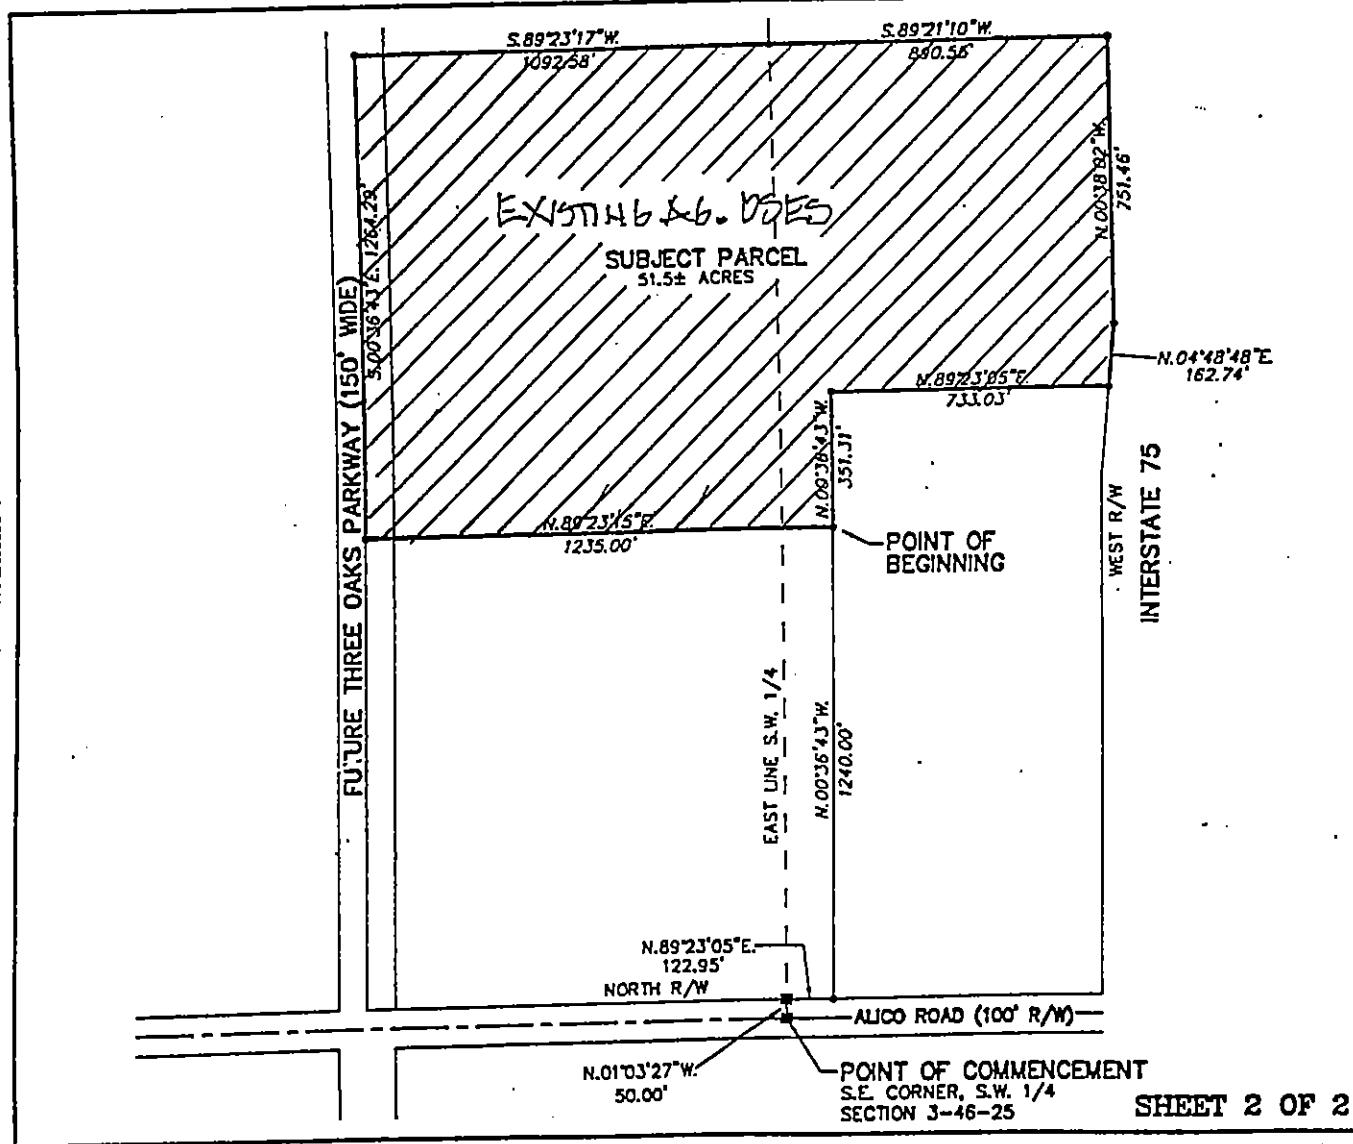 S.89°23'17"W.
1092.58'
S.89°21'10"W.
890.56'
N.00°38'02"W.
751.46'
S.00°36'43"E. 1264.29'
EXISTING AG. USES
SUBJECT PARCEL
51.5± ACRES
N.04°48'48"E.
162.74'
N.89°23'05"E.
733.03'
N.00°36'43"W.
351.31'
FUTURE THREE OAKS PARKWAY (150' WIDE)
N.89°23'15"E.
1235.00'
POINT OF
BEGINNING
WEST R/W
INTERSTATE 75
EAST LINE S.W. 1/4
N.00°36'43"W.
1240.00'
N.89°23'05"E.
122.95'
NORTH R/W
ALICO ROAD (100' R/W)
N.01°03'27"W.
50.00'
POINT OF COMMENCEMENT
S.E. CORNER, S.W. 1/4
SECTION 3-46-25
SHEET 2 OF 2